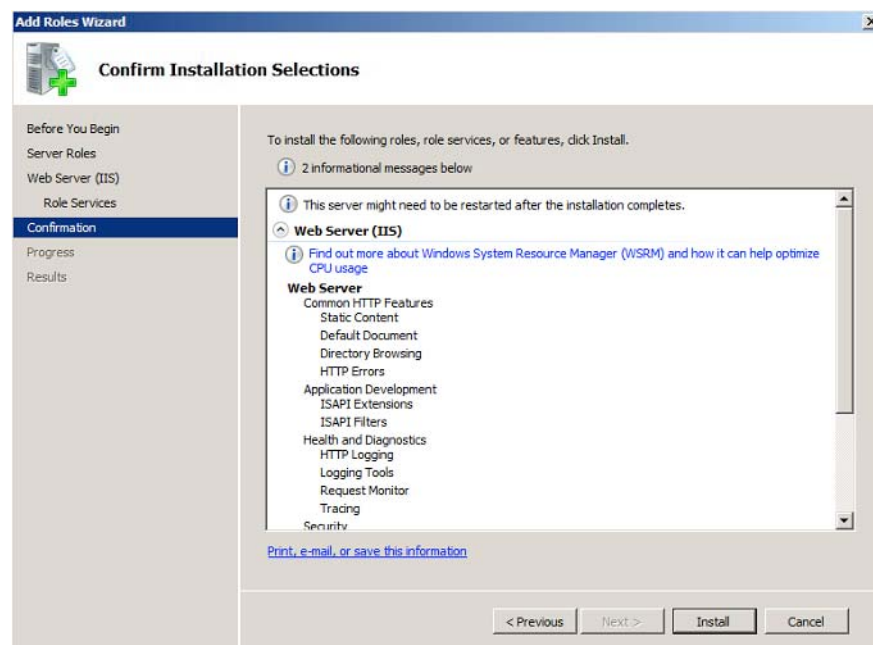 Add Roles Wizard
Confirm Installation Selections
Before You Begin
Server Roles
Web Server (IIS)
Role Services
Confirmation
Progress
Results
To install the following roles, role services, or features, click Install.
2 informational messages below
This server might need to be restarted after the installation completes.
Web Server (IIS)
Find out more about Windows System Resource Manager (WSRM) and how it can help optimize
CPU usage
Web Server
Common HTTP Features
Static Content
Default Document
Directory Browsing
HTTP Errors
Application Development
ISAPI Extensions
ISAPI Filters
Health and Diagnostics
HTTP Logging
Logging Tools
Request Monitor
Tracing
Security
Print, e-mail, or save this information
< Previous
Next >
Install
Cancel